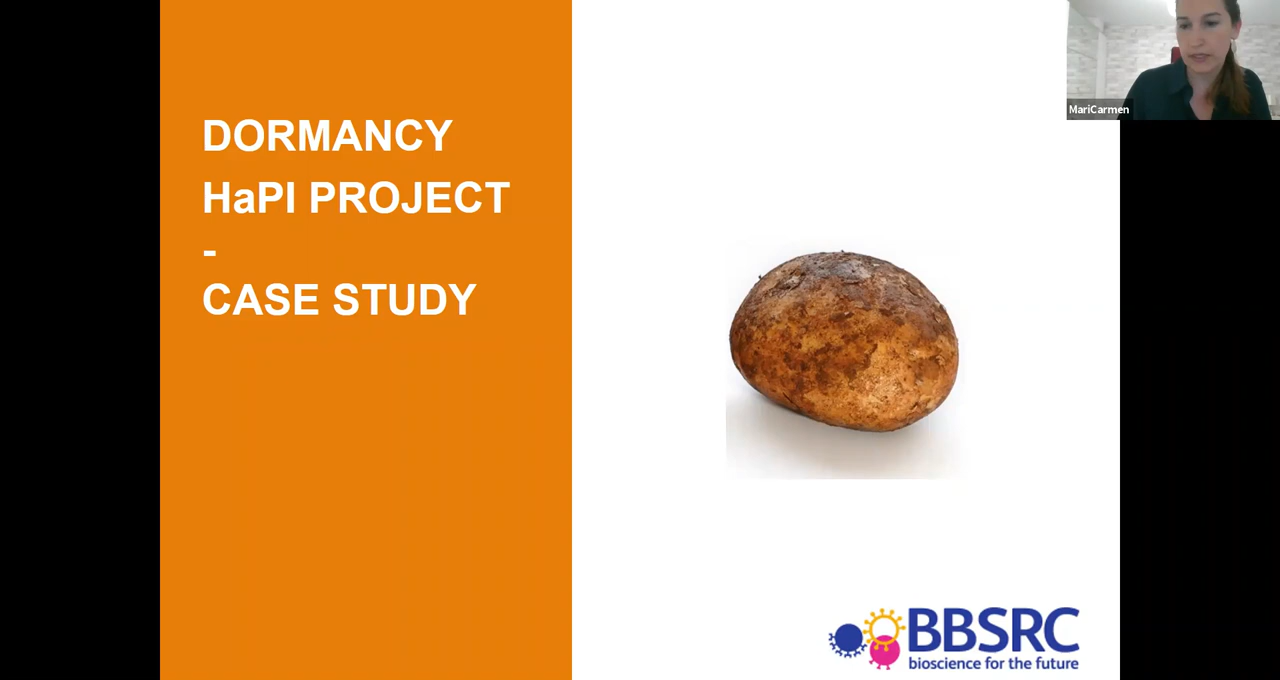 DORMANCY
HaPI PROJECT
-
CASE STUDY
MariCarmen
BBSRC
bioscience for the future